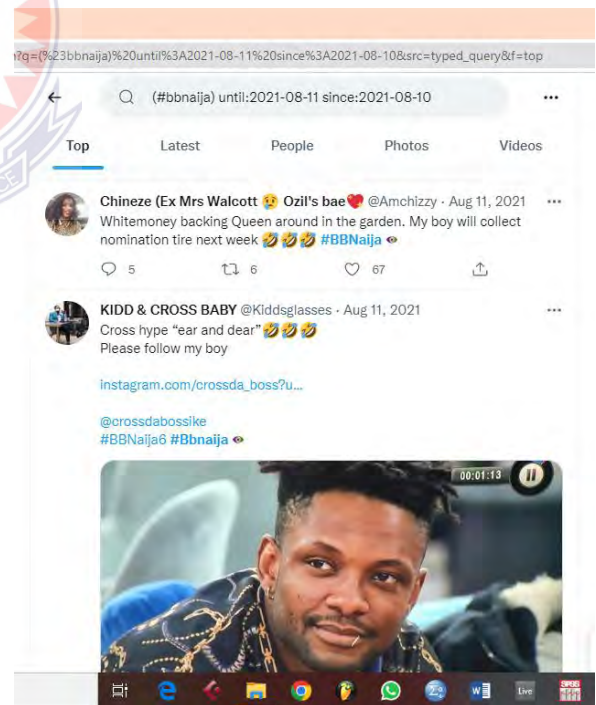 ?q=(%23bbnaija)%20until%3A2021-08-11%20since%3A2021-08-10&src=typed_query&f=top
(#bbnaija) until:2021-08-11 since:2021-08-10
Top Latest People Photos Videos
Chineze (Ex Mrs Walcott 😢 Ozil's bae❤️ @Amchizzy · Aug 11, 2021
Whitemoney backing Queen around in the garden. My boy will collect
nomination tire next week 🤣🤣🤣 #BBNaija
5 6 67
KIDD & CROSS BABY @Kiddsglasses · Aug 11, 2021
Cross hype “ear and dear”🤣🤣🤣
Please follow my boy
instagram.com/crossda_boss?u...
@crossdabossike
#BBNaija6 #Bbnaija
00:01:13
Live
SPSS